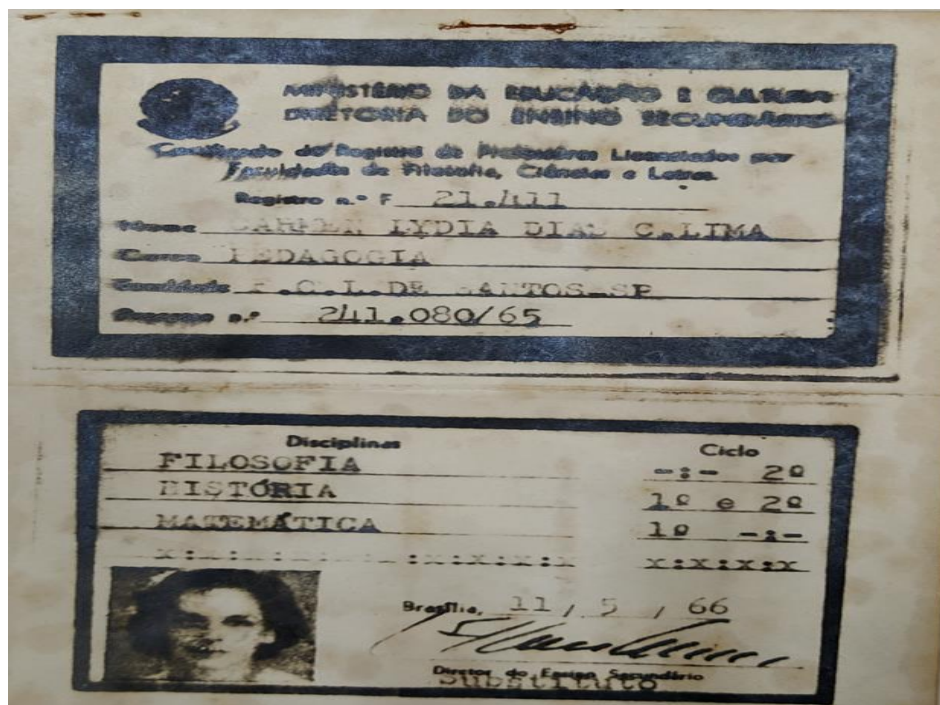 MINISTÉRIO DA EDUCAÇÃO E CULTURA
DIRETORIA DO ENSINO SECUNDÁRIO
Certificado de Registro de Professôres Licenciados por
Faculdades de Filosofia, Ciências e Letras
Registro n.º F 21.411
Nome CARMEN LYDIA DIAS C.LIMA
Curso PEDAGOGIA
Faculdade F.C.L.DE SANTOS-SP
Processo n.º 241.080/65
Disciplinas Ciclo
FILOSOFIA -:- 2º
HISTÓRIA 1º e 2º
MATEMÁTICA 1º -:-
x:x:x:x:x:x:x:x:x:x x:x:x:x
Brasília, 11 / 5 / 66
Diretor do Ensino Secundário
Substituto